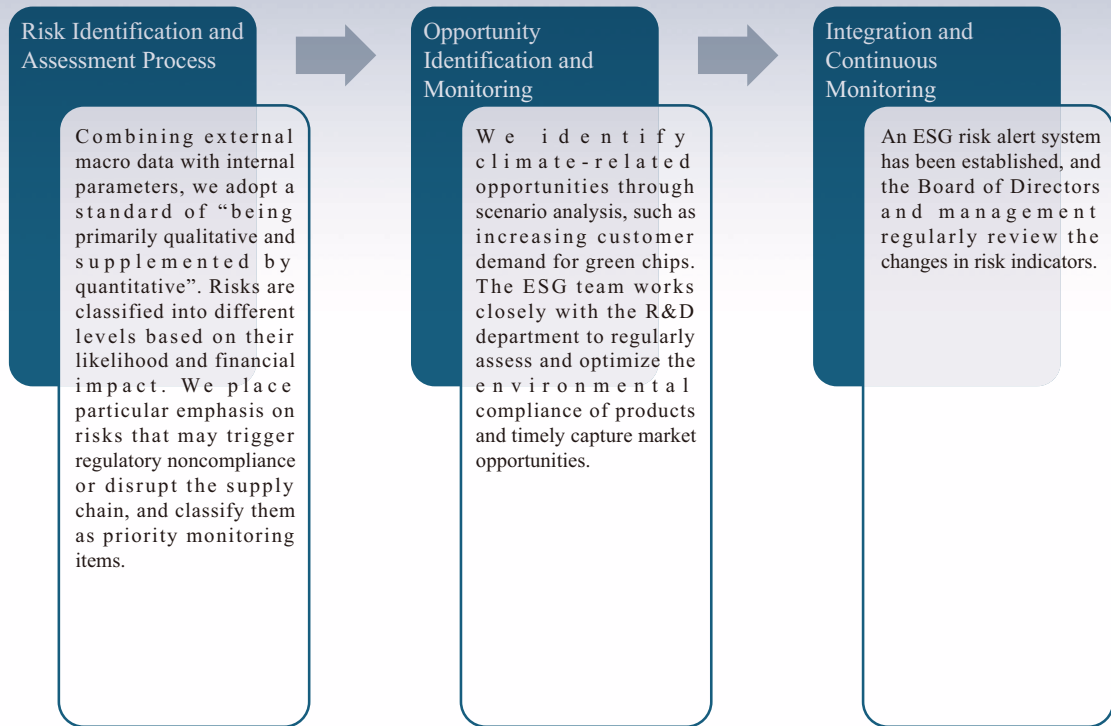 Risk Identification and
Assessment Process
Combining external
macro data with internal
parameters, we adopt a
standard of “being
primarily qualitative and
supplemented by
quantitative”. Risks are
classified into different
levels based on their
likelihood and financial
impact. We place
particular emphasis on
risks that may trigger
regulatory noncompliance
or disrupt the supply
chain, and classify them
as priority monitoring
items.
Opportunity
Identification and
Monitoring
We identify
climate-related
opportunities through
scenario analysis, such as
increasing customer
demand for green chips.
The ESG team works
closely with the R&D
department to regularly
assess and optimize the
environmental
compliance of products
and timely capture market
opportunities.
Integration and
Continuous
Monitoring
An ESG risk alert system
has been established, and
the Board of Directors
and management
regularly review the
changes in risk indicators.